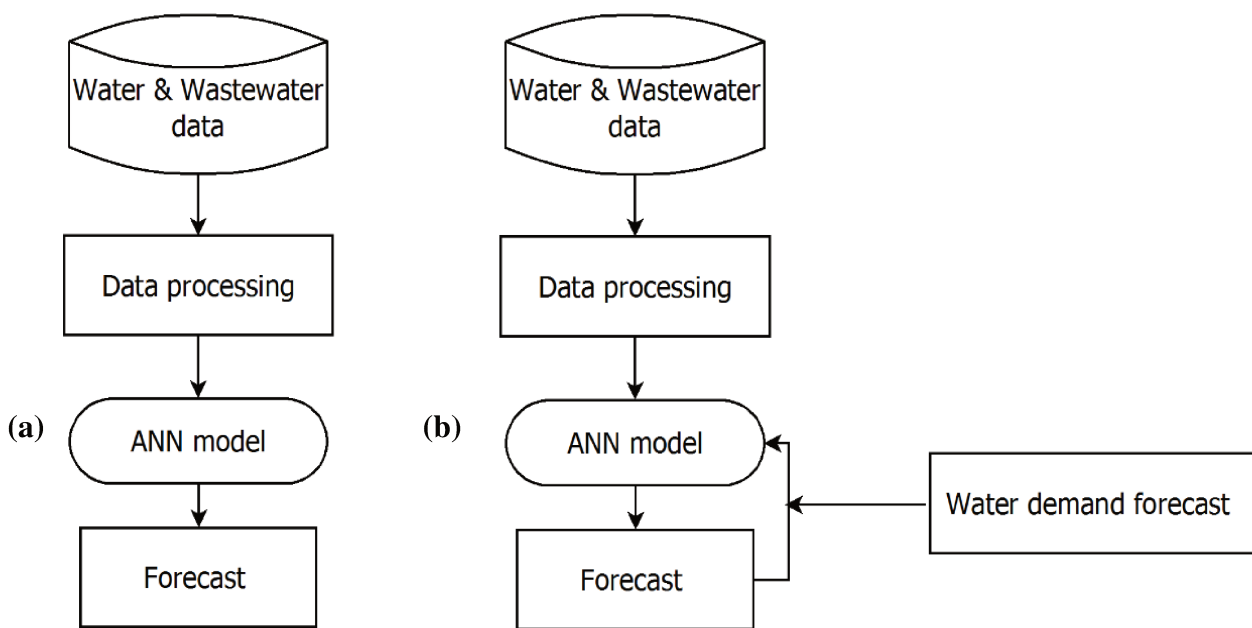 Water & Wastewater
data
Data processing
(a)
ANN model
Forecast
Water & Wastewater
data
Data processing
(b)
ANN model
Water demand forecast
Forecast